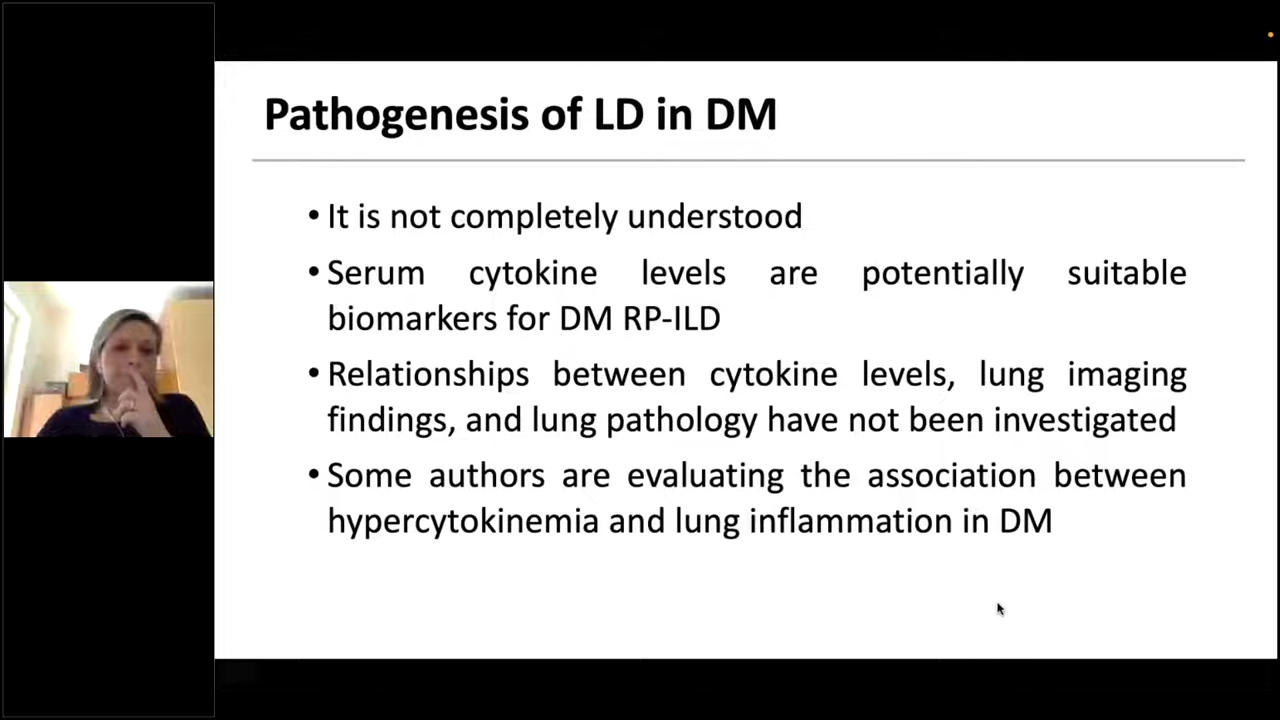 Pathogenesis of LD in DM
• It is not completely understood
• Serum cytokine levels are potentially suitable
biomarkers for DM RP-ILD
• Relationships between cytokine levels, lung imaging
findings, and lung pathology have not been investigated
• Some authors are evaluating the association between
hypercytokinemia and lung inflammation in DM